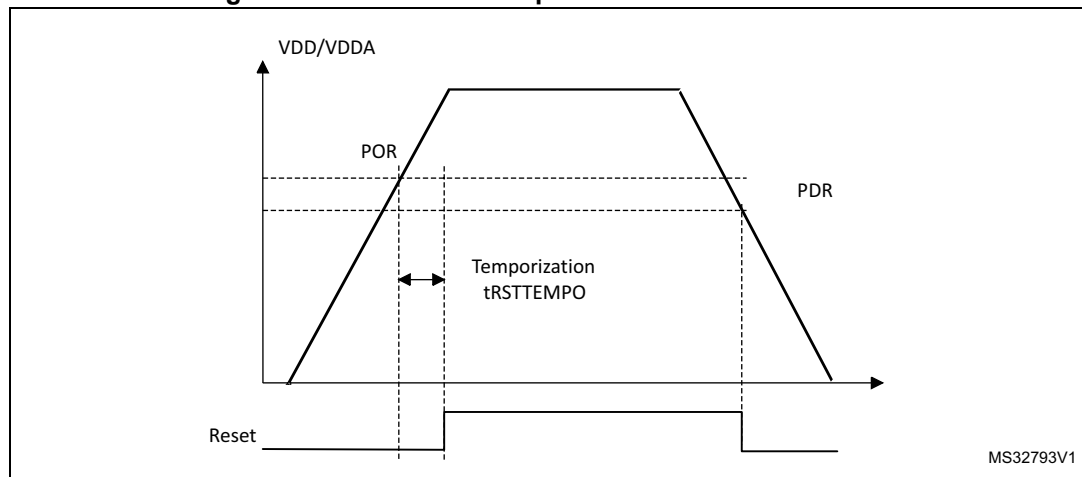 VDD/VDDA
POR
PDR
Temporization
tRSTTEMPO
Reset
MS32793V1